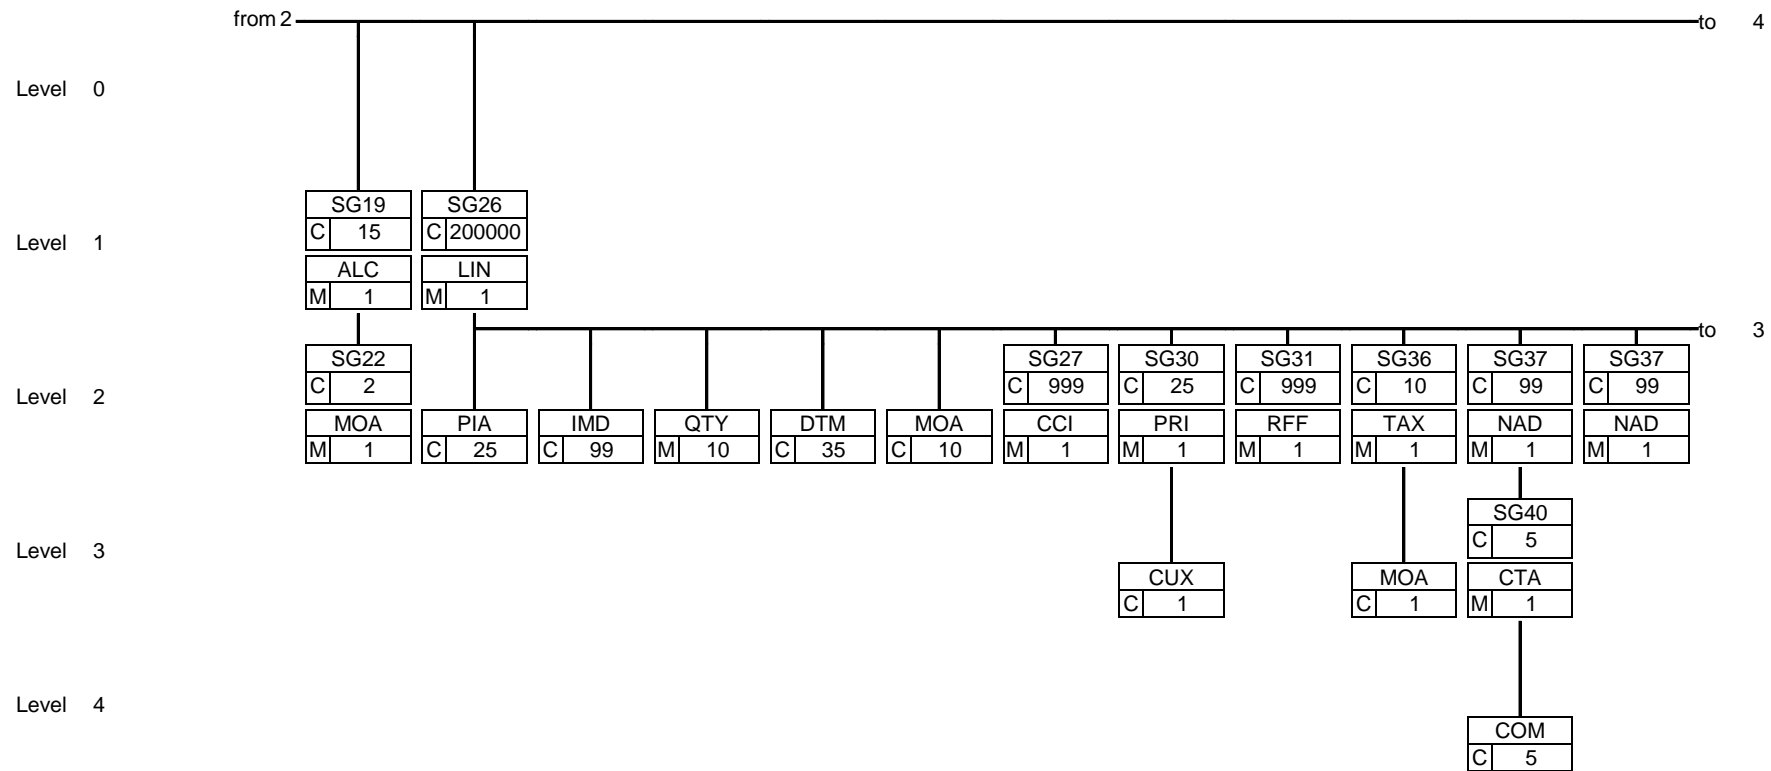 from 2 to 4
Level 0
SG19 SG26
C 15 C 200000
Level 1
ALC LIN
M 1 M 1
to 3
SG22 SG27 SG30 SG31 SG36 SG37 SG37
C 2 C 999 C 25 C 999 C 10 C 99 C 99
Level 2
MOA PIA IMD QTY DTM MOA CCI PRI RFF TAX NAD NAD
M 1 C 25 C 99 M 10 C 35 C 10 M 1 M 1 M 1 M 1 M 1 M 1
SG40
C 5
Level 3
CUX MOA CTA
C 1 C 1 M 1
Level 4
COM
C 5